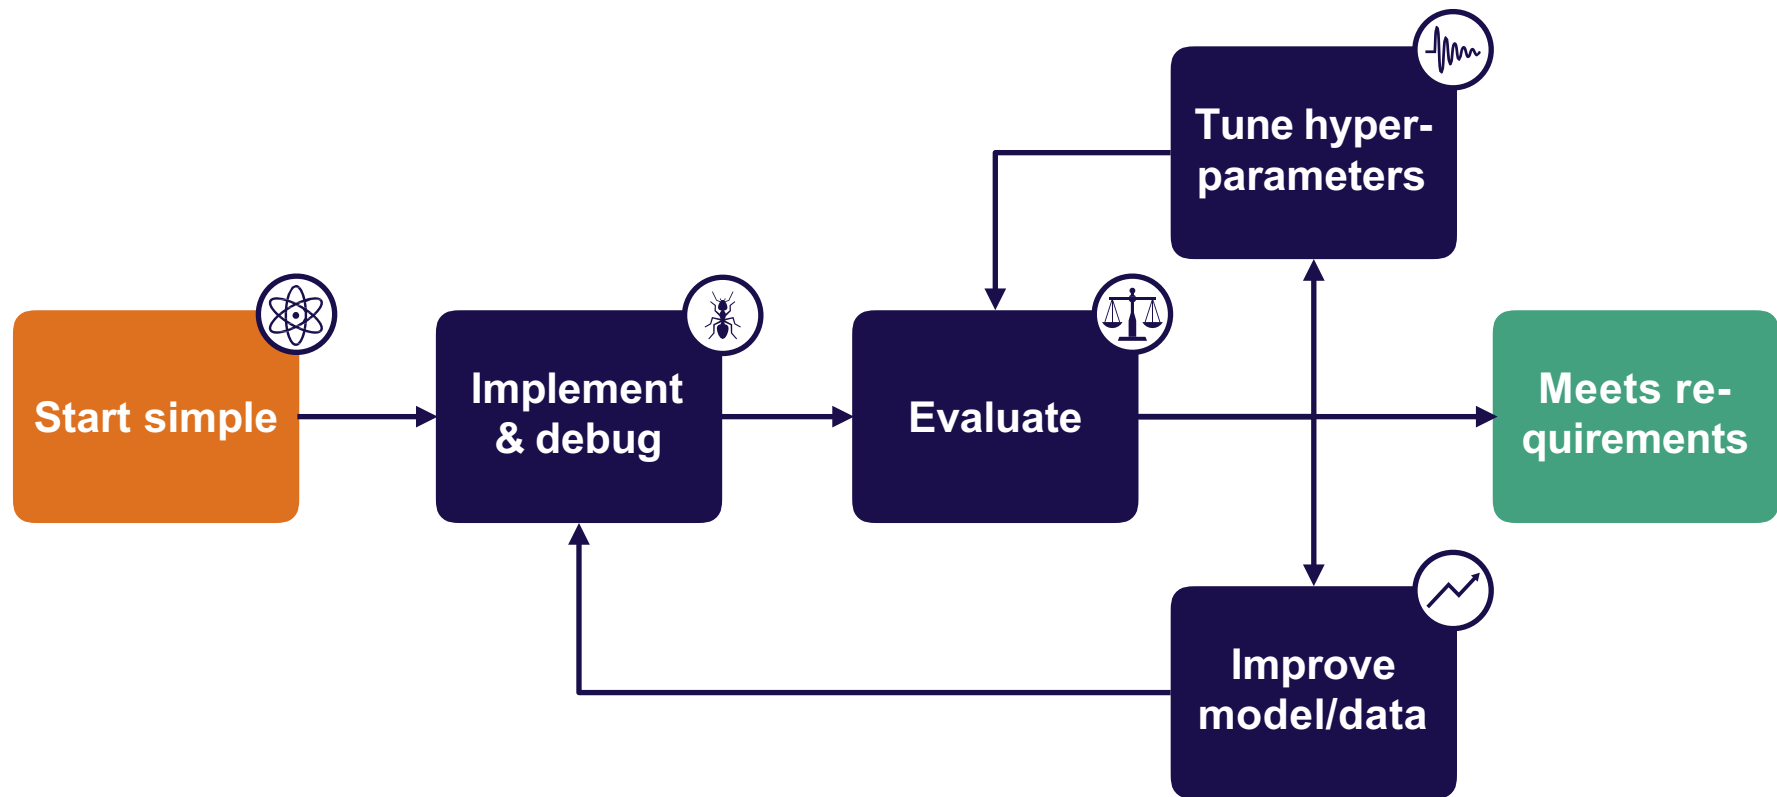 Tune hyper-
parameters
Start simple
Implement
& debug
Evaluate
Meets re-
quirements
Improve
model/data